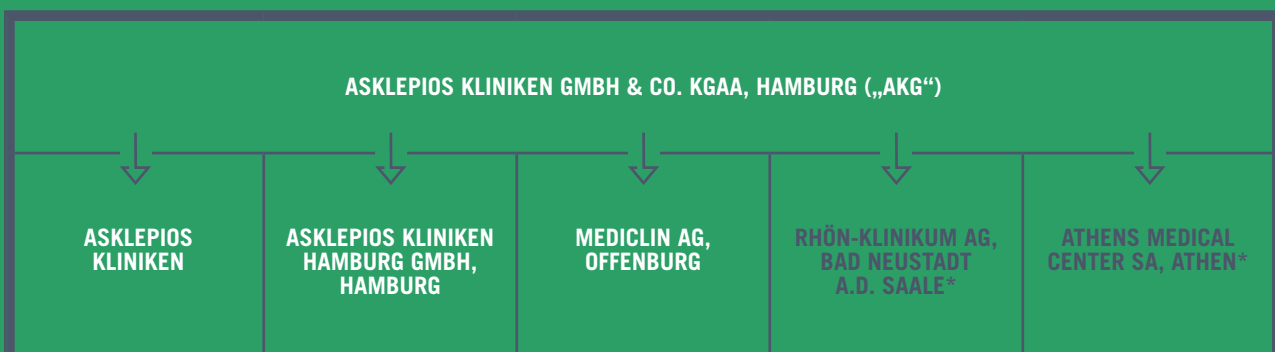 ASKLEPIOS KLINIKEN GMBH & CO. KGAA, HAMBURG („AKG“)
ASKLEPIOS
KLINIKEN
ASKLEPIOS KLINIKEN
HAMBURG GMBH,
HAMBURG
MEDICLIN AG,
OFFENBURG
RHÖN-KLINIKUM AG,
BAD NEUSTADT
A.D. SAALE*
ATHENS MEDICAL
CENTER SA, ATHEN*